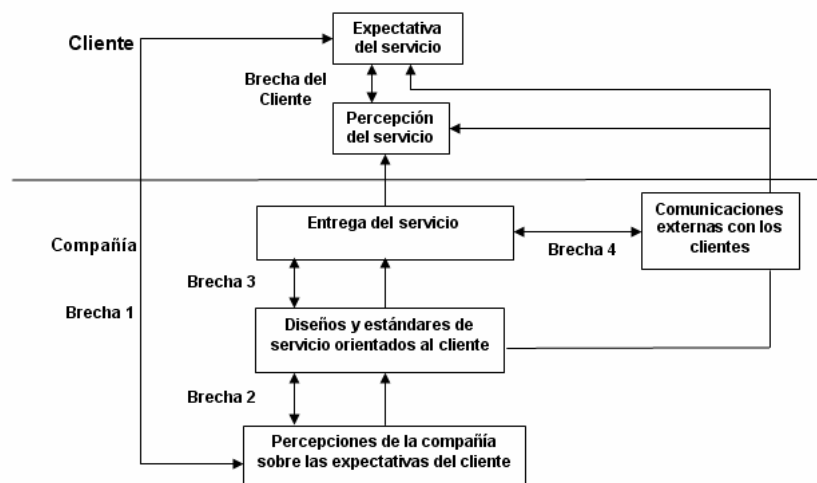 Cliente
Expectativa
del servicio
Brecha del
Cliente
Percepción
del servicio
Compañía
Entrega del servicio
Comunicaciones
externas con los
clientes
Brecha 4
Brecha 3
Brecha 1
Diseños y estándares de
servicio orientados al cliente
Brecha 2
Percepciones de la compañía
sobre las expectativas del cliente